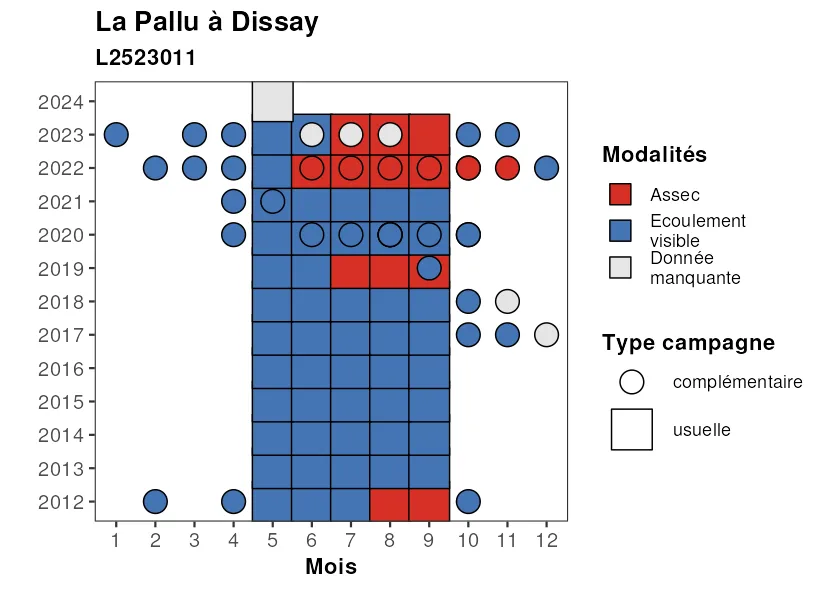 La Pallu à Dissay
L2523011
2024
2023
2022
2021
2020
2019
2018
2017
2016
2015
2014
2013
2012
1 2 3 4 5 6 7 8 9 10 11 12
Mois
Modalités
Assec
Ecoulement
visible
Donnée
manquante
Type campagne
complémentaire
usuelle